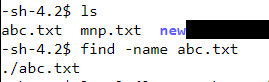 -sh-4.2$ ls
abc.txt  mnp.txt  new
-sh-4.2$ find -name abc.txt
./abc.txt